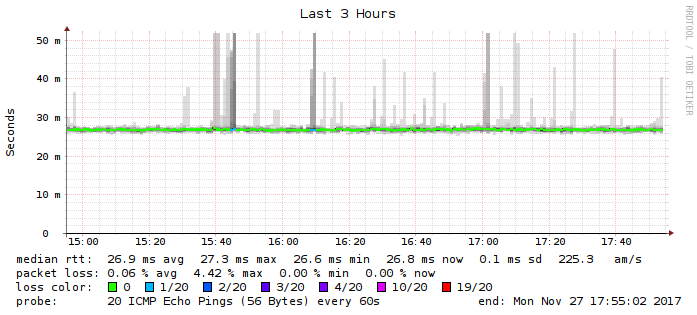 Last 3 Hours
RRDTOOL / TOBI OETIKER
Seconds
50 m
40 m
30 m
20 m
10 m
0
15:00 15:20 15:40 16:00 16:20 16:40 17:00 17:20 17:40
median rtt: 26.9 ms avg 27.3 ms max 26.6 ms min 26.8 ms now 0.1 ms sd 225.3 am/s
packet loss: 0.06 % avg 4.42 % max 0.00 % min 0.00 % now
loss color: 0 1/20 2/20 3/20 4/20 10/20 19/20
probe: 20 ICMP Echo Pings (56 Bytes) every 60s end: Mon Nov 27 17:55:02 2017